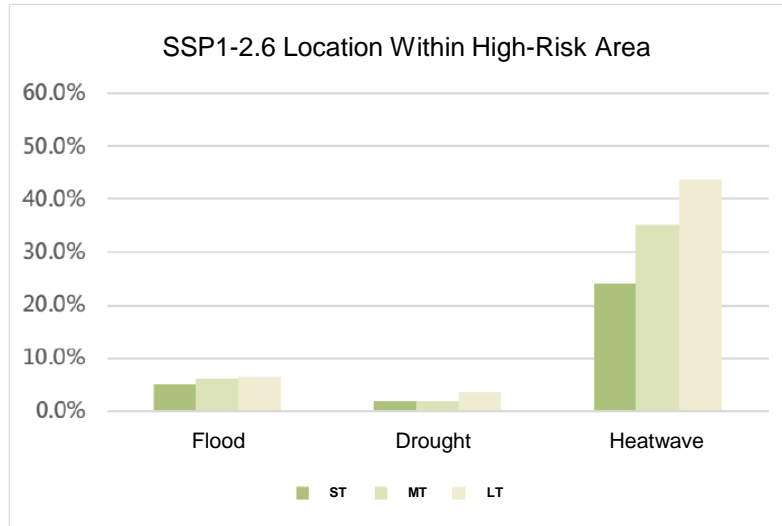 SSP1-2.6 Location Within High-Risk Area
60.0%
50.0%
40.0%
30.0%
20.0%
10.0%
0.0%
Flood Drought Heatwave
ST MT LT